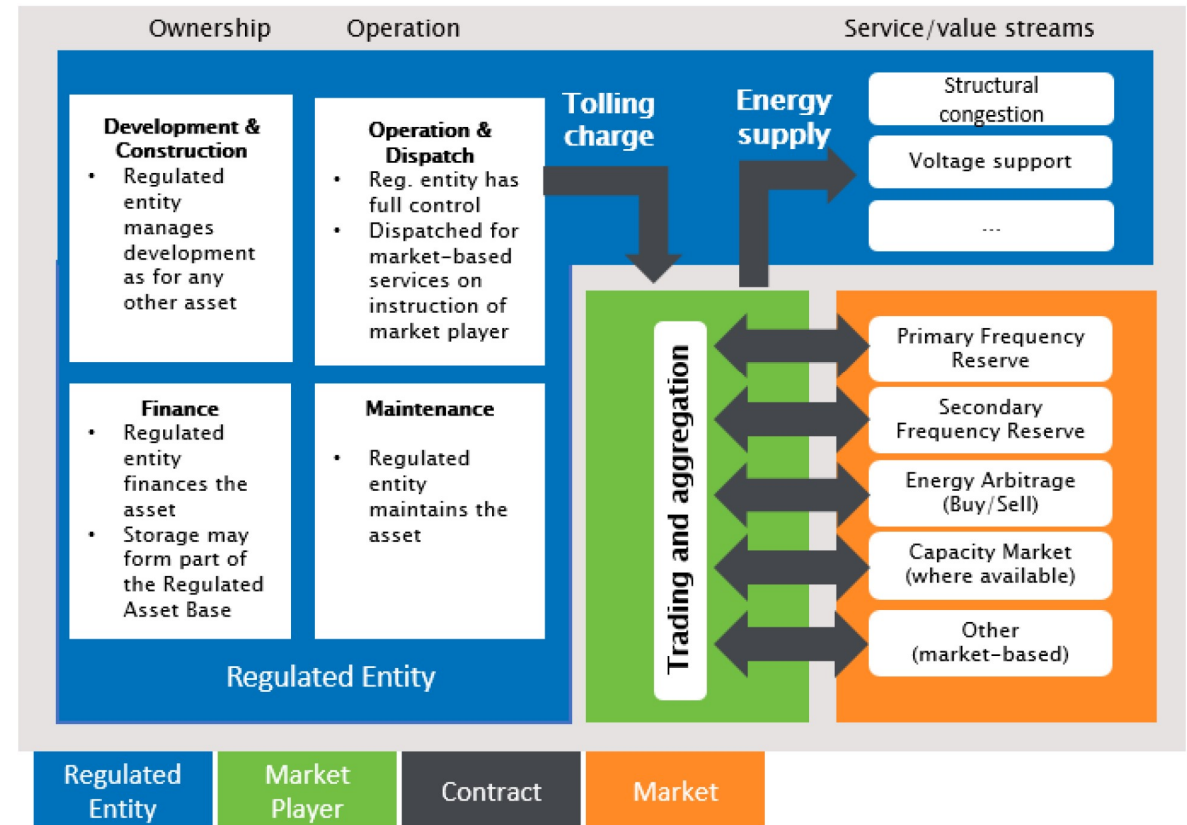 Ownership
Operation
Service/value streams
Development &
Construction
• Regulated
entity
manages
development
as for any
other asset
Operation &
Dispatch
• Reg. entity has
full control
• Dispatched for
market-based
services on
instruction of
market player
Tolling
charge
Energy
supply
Structural
congestion
Voltage support
...
Finance
• Regulated
entity
finances the
asset
• Storage may
form part of
the Regulated
Asset Base
Maintenance
• Regulated
entity
maintains the
asset
Regulated Entity
Trading and aggregation
Primary Frequency
Reserve
Secondary
Frequency Reserve
Energy Arbitrage
(Buy/Sell)
Capacity Market
(where available)
Other
(market-based)
Regulated
Entity
Market
Player
Contract
Market